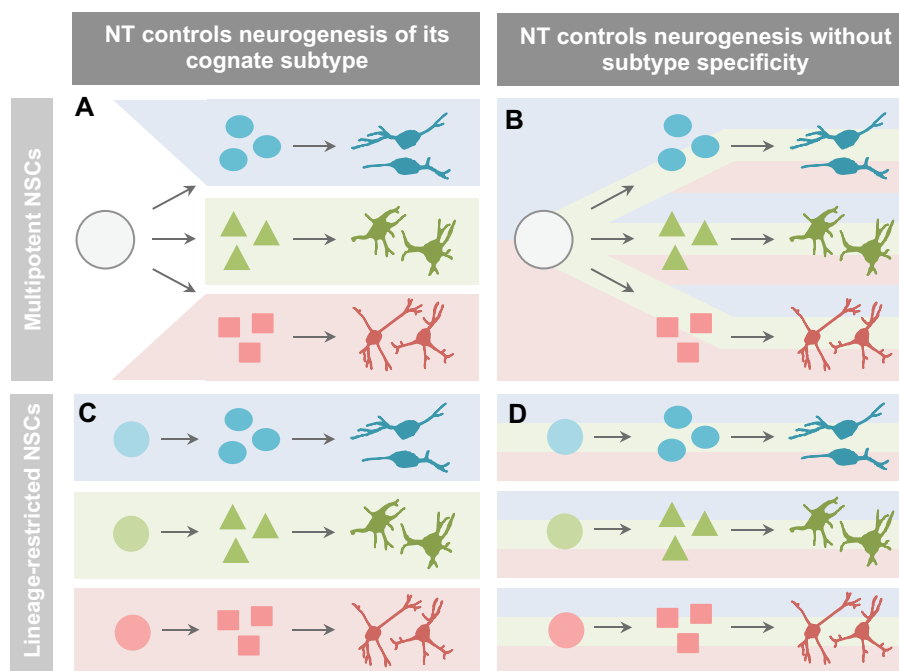 NT controls neurogenesis of its
cognate subtype
NT controls neurogenesis without
subtype specificity
Multipotent NSCs
A
B
Lineage-restricted NSCs
C
D